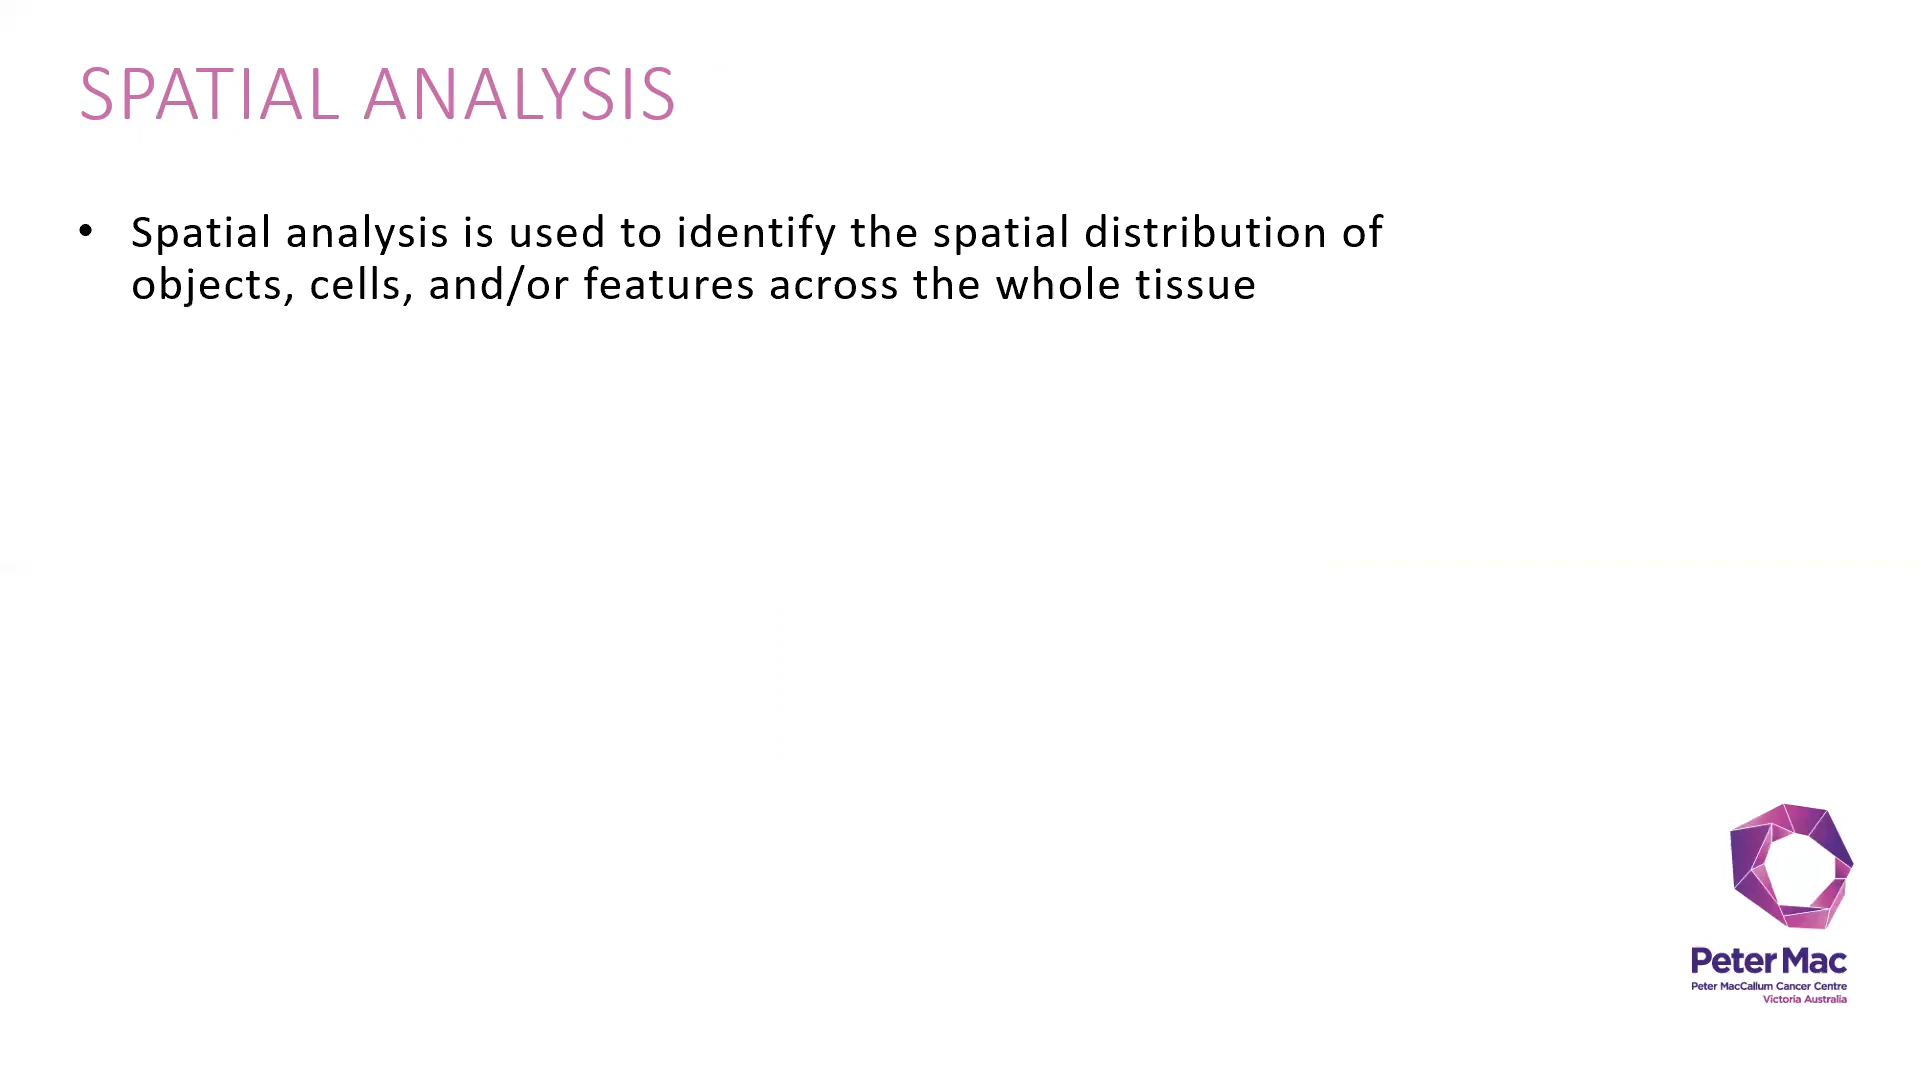 SPATIAL ANALYSIS
• Spatial analysis is used to identify the spatial distribution of
objects, cells, and/or features across the whole tissue
Peter Mac
Peter MacCallum Cancer Centre
Victoria Australia